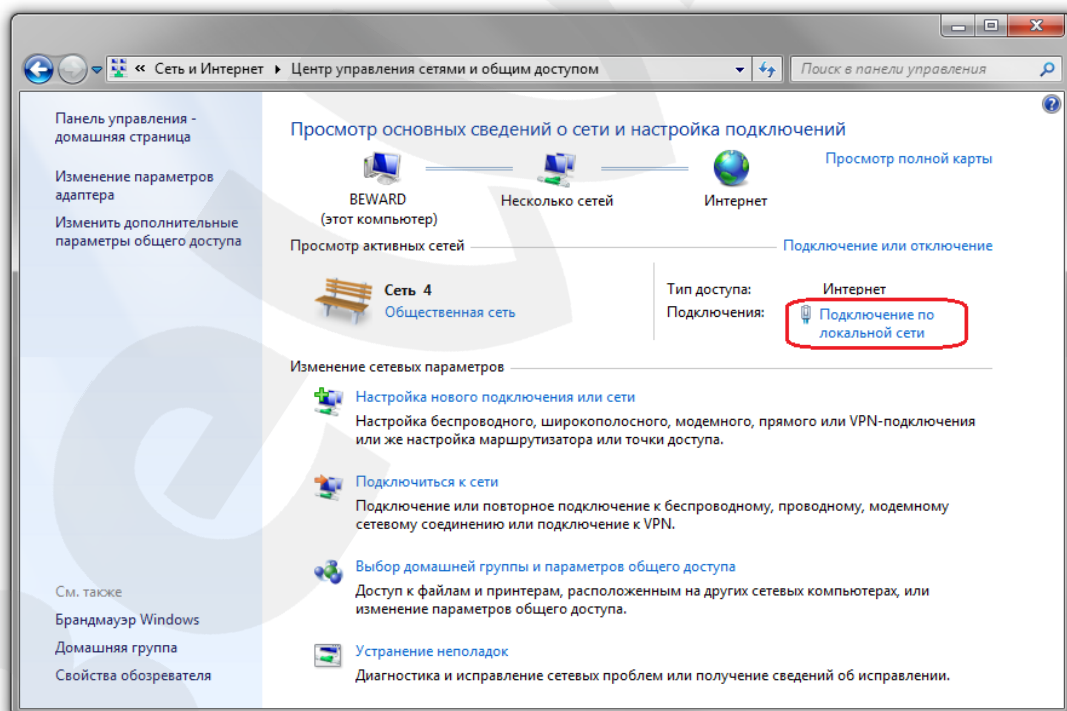 « Сеть и Интернет ▸ Центр управления сетями и общим доступом
Поиск в панели управления
Панель управления -
домашняя страница
Изменение параметров
адаптера
Изменить дополнительные
параметры общего доступа
См. также
Брандмауэр Windows
Домашняя группа
Свойства обозревателя
Просмотр основных сведений о сети и настройка подключений
Просмотр полной карты
BEWARD
(этот компьютер)
Несколько сетей
Интернет
Просмотр активных сетей
Подключение или отключение
Сеть 4
Общественная сеть
Тип доступа: Интернет
Подключения: Подключение по
локальной сети
Изменение сетевых параметров
Настройка нового подключения или сети
Настройка беспроводного, широкополосного, модемного, прямого или VPN-подключения
или же настройка маршрутизатора или точки доступа.
Подключиться к сети
Подключение или повторное подключение к беспроводному, проводному, модемному
сетевому соединению или подключение к VPN.
Выбор домашней группы и параметров общего доступа
Доступ к файлам и принтерам, расположенным на других сетевых компьютерах, или
изменение параметров общего доступа.
Устранение неполадок
Диагностика и исправление сетевых проблем или получение сведений об исправлении.